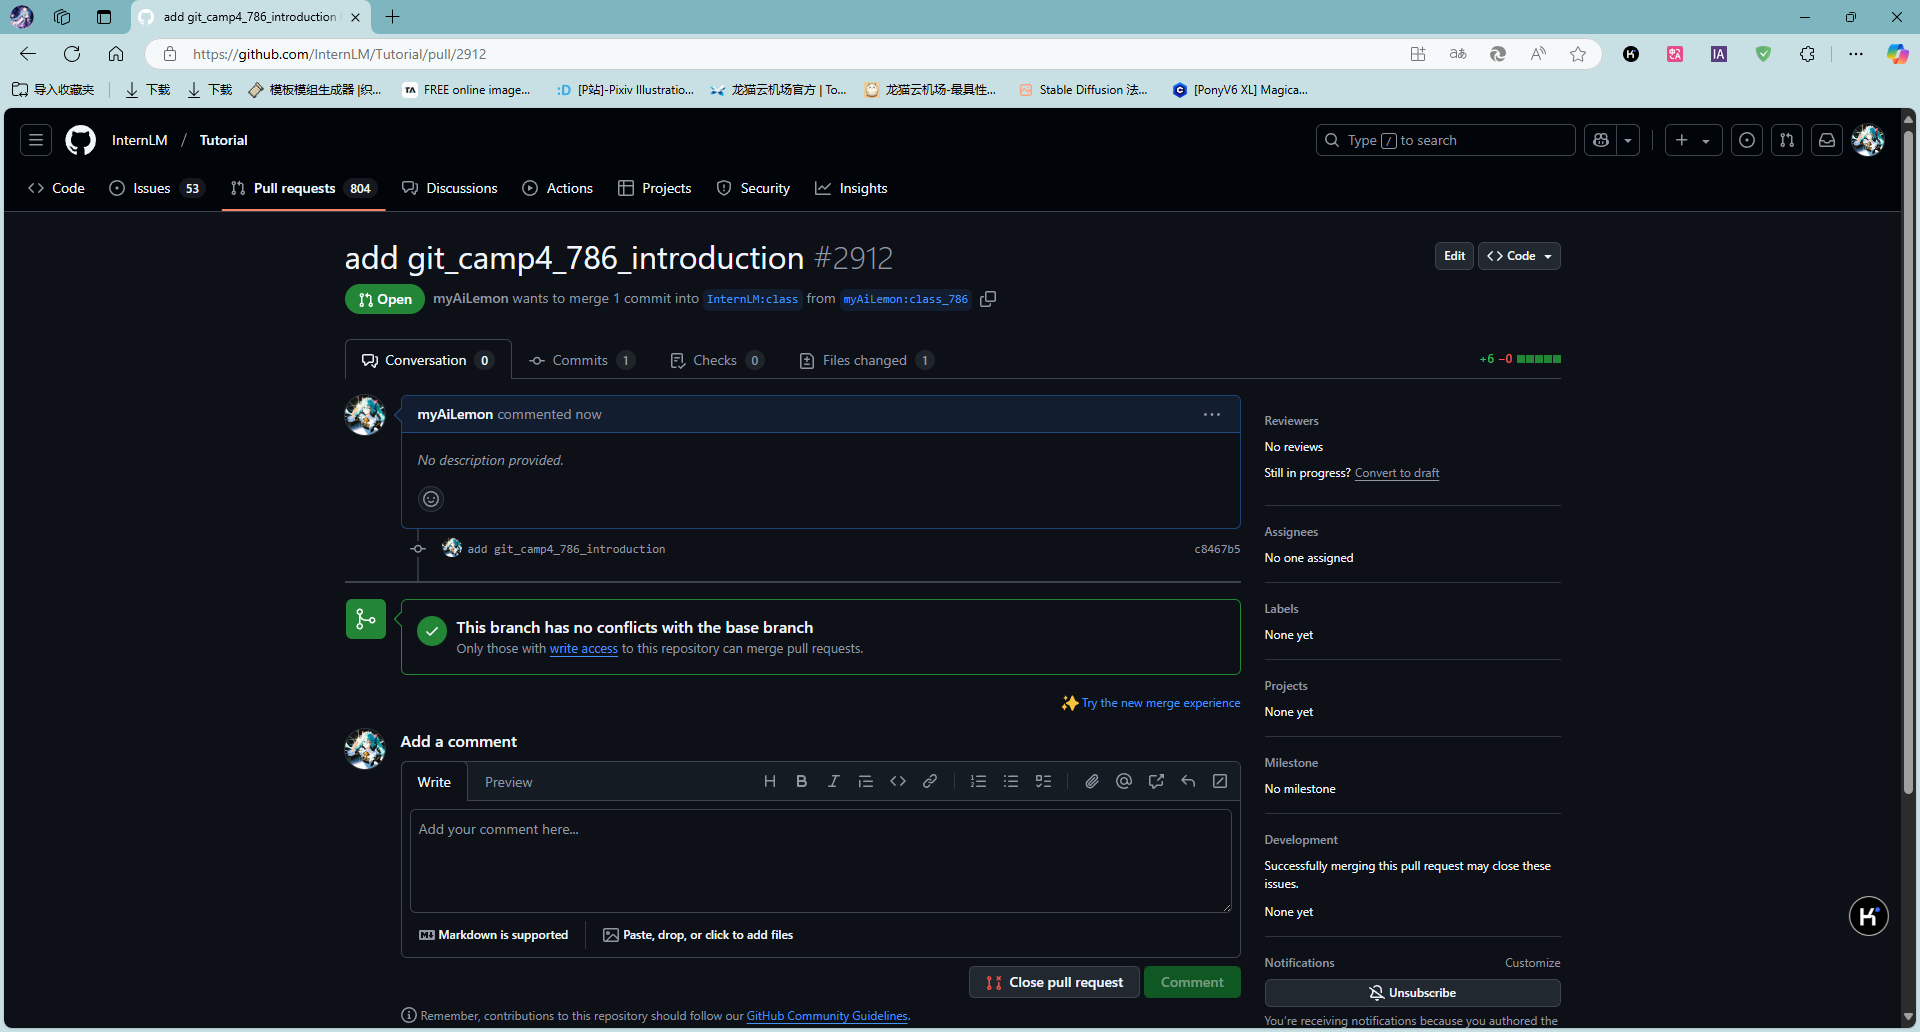 add git_camp4_786_introduction
https://github.com/InternLM/Tutorial/pull/2912
导入收藏夹
下载
下载
模板模组生成器 |织...
FREE online image...
[P站]-Pixiv Illustratio...
龙猫云机场官方 | To...
龙猫云机场-最具性...
Stable Diffusion 法...
[PonyV6 XL] Magica...
InternLM / Tutorial
Type / to search
Code
Issues 53
Pull requests 804
Discussions
Actions
Projects
Security
Insights
add git_camp4_786_introduction #2912
Edit
Code
Open
myAiLemon wants to merge 1 commit into InternLM:class from myAiLemon:class_786
Conversation 0
Commits 1
Checks 0
Files changed 1
+6 −0
myAiLemon commented now
No description provided.
add git_camp4_786_introduction
c8467b5
This branch has no conflicts with the base branch
Only those with write access to this repository can merge pull requests.
Try the new merge experience
Add a comment
Write
Preview
Add your comment here...
Markdown is supported
Paste, drop, or click to add files
Close pull request
Comment
Remember, contributions to this repository should follow our GitHub Community Guidelines.
Reviewers
No reviews
Still in progress? Convert to draft
Assignees
No one assigned
Labels
None yet
Projects
None yet
Milestone
No milestone
Development
Successfully merging this pull request may close these
issues.
None yet
Notifications
Customize
Unsubscribe
You're receiving notifications because you authored the